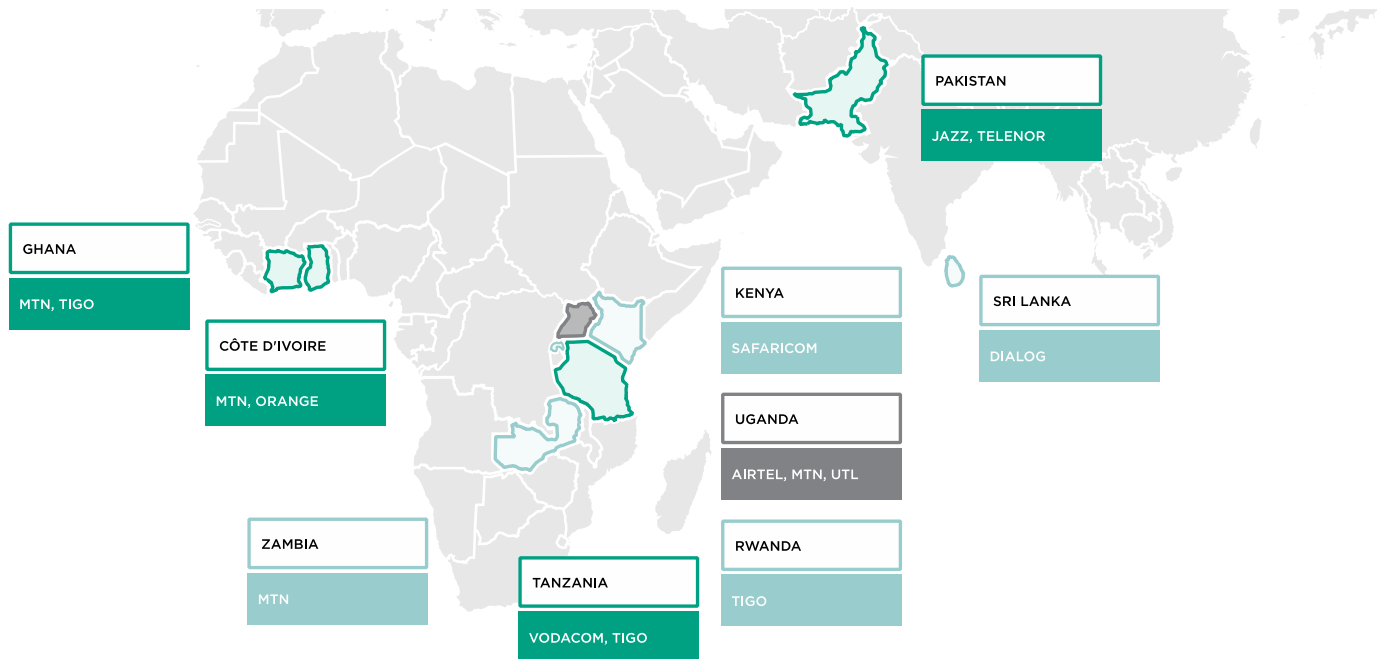 PAKISTAN
JAZZ, TELENOR
GHANA
MTN, TIGO
CÔTE D'IVOIRE
MTN, ORANGE
KENYA
SAFARICOM
SRI LANKA
DIALOG
UGANDA
AIRTEL, MTN, UTL
ZAMBIA
MTN
TANZANIA
VODACOM, TIGO
RWANDA
TIGO